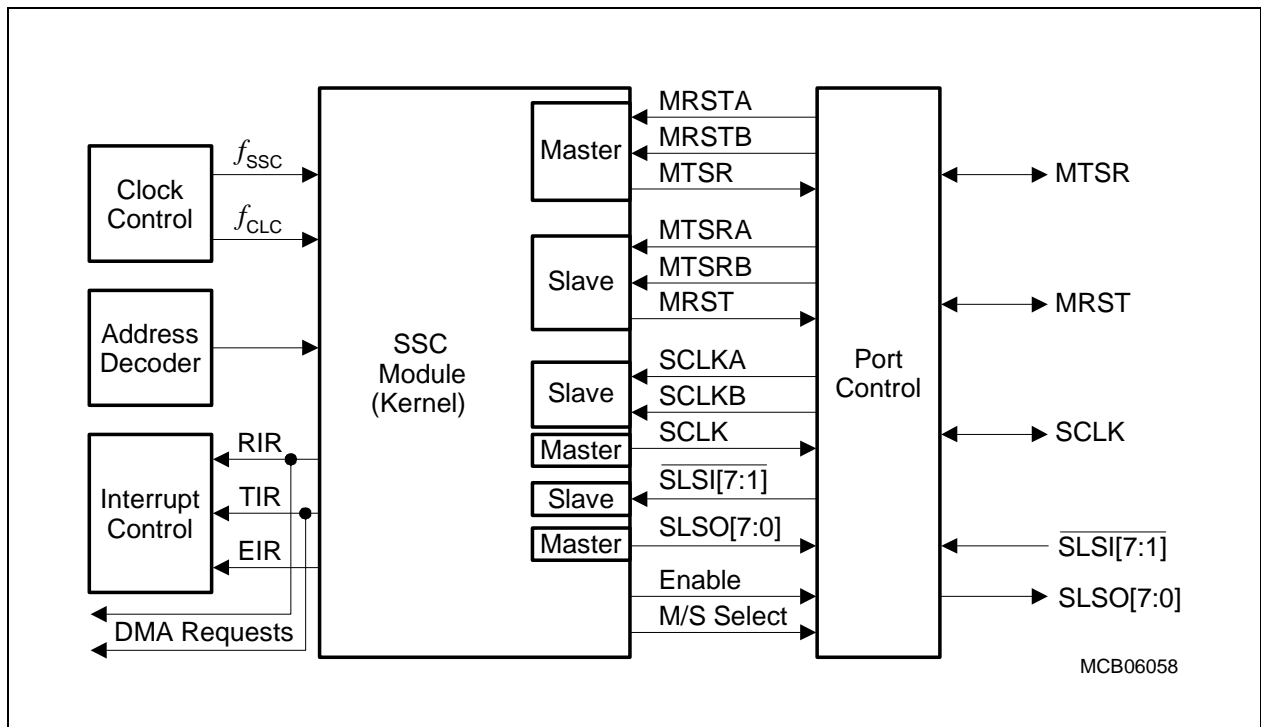 Clock
Control
fSSC
fCLC
Address
Decoder
Interrupt
Control
RIR
TIR
EIR
DMA Requests
SSC
Module
(Kernel)
Master
Slave
Slave
Master
Slave
Master
MRSTA
MRSTB
MTSR
MTSRA
MTSRB
MRST
SCLKA
SCLKB
SCLK
SLSI[7:1]
SLSO[7:0]
Enable
M/S Select
Port
Control
MTSR
MRST
SCLK
SLSI[7:1]
SLSO[7:0]
MCB06058